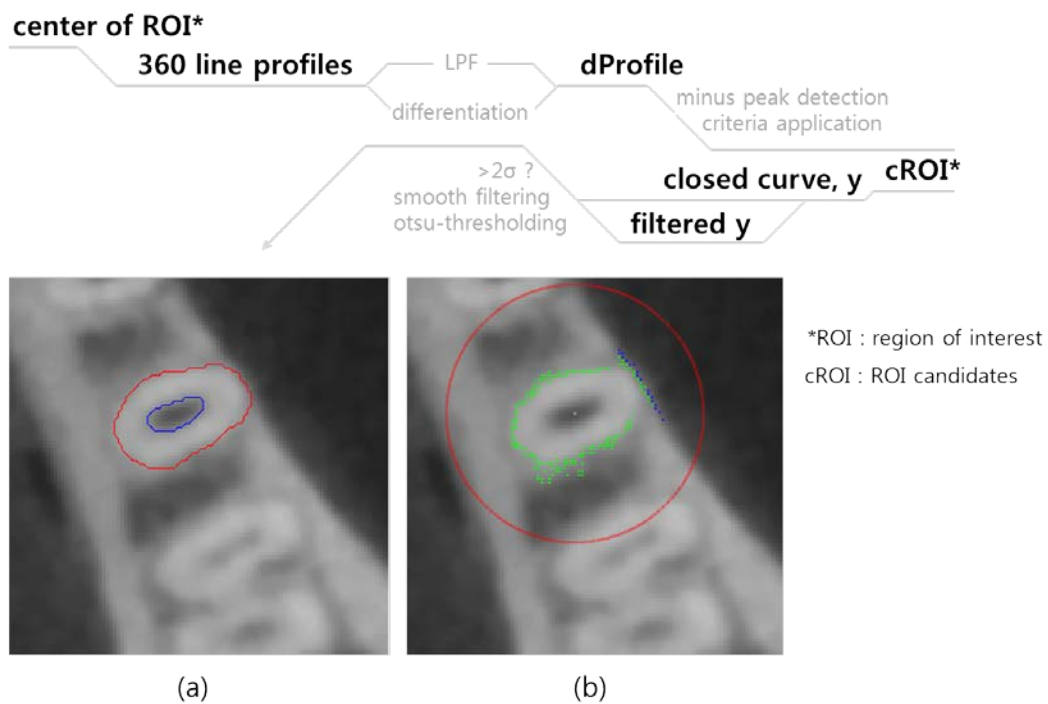 center of ROI*
360 line profiles
LPF
differentiation
dProfile
minus peak detection
criteria application
cROI*
closed curve, y
filtered y
>2σ ?
smooth filtering
otsu-thresholding
*ROI : region of interest
cROI : ROI candidates
(a)
(b)